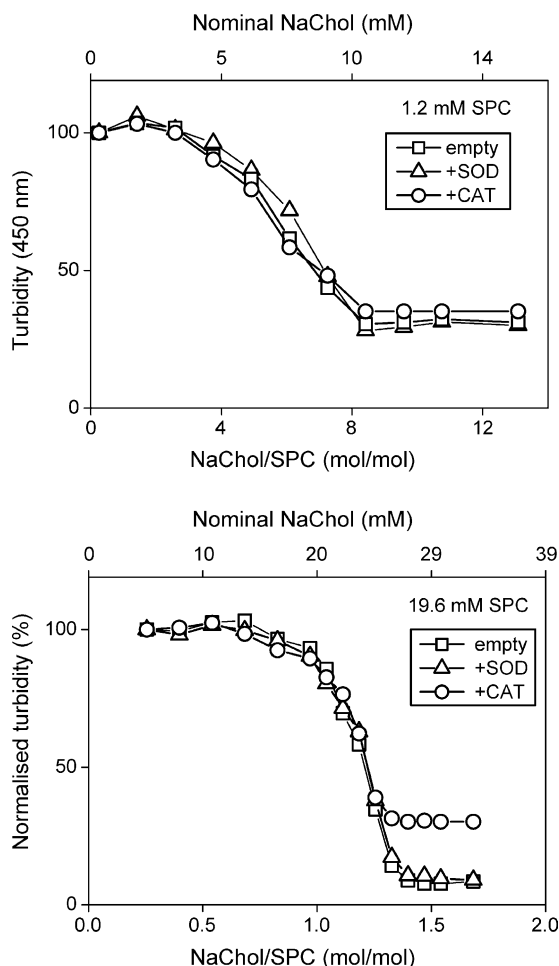 Nominal NaChol (mM)
0 5 10 14
1.2 mM SPC
empty
+SOD
+CAT
Turbidity (450 nm)
100
50
0
0 4 8 12
NaChol/SPC (mol/mol)
Nominal NaChol (mM)
0 10 20 29 39
19.6 mM SPC
empty
+SOD
+CAT
Normalised turbidity (%)
100
50
0
0.0 0.5 1.0 1.5 2.0
NaChol/SPC (mol/mol)